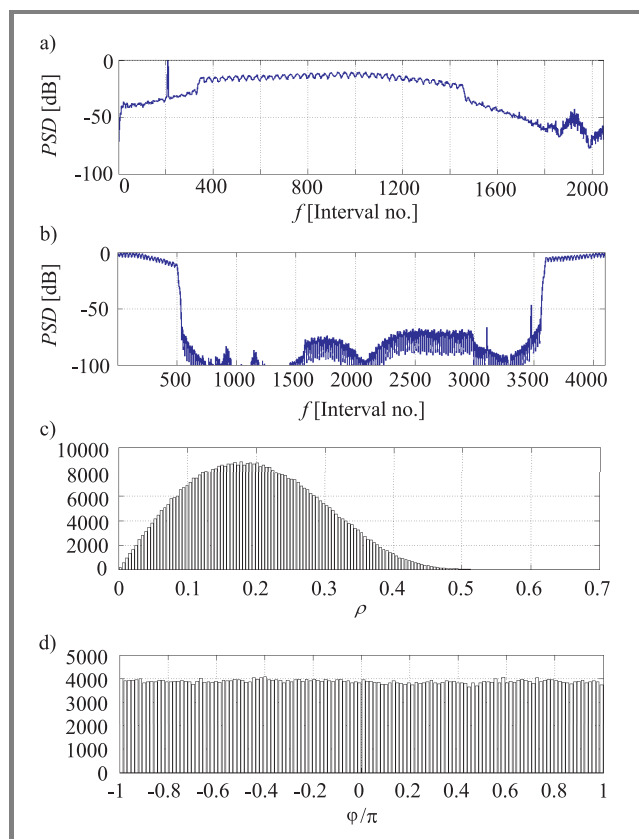 a)
0
-50
-100
PSD [dB]
0 400 800 1200 1600 2000
f [Interval no.]
b)
0
-50
-100
PSD [dB]
500 1000 1500 2000 2500 3000 3500 4000
f [Interval no.]
c)
10000
8000
6000
4000
2000
0
0 0.1 0.2 0.3 0.4 0.5 0.6 0.7
ρ
d)
5000
4000
3000
2000
1000
0
-1 -0.8 -0.6 -0.4 -0.2 0 0.2 0.4 0.6 0.8 1
φ/π